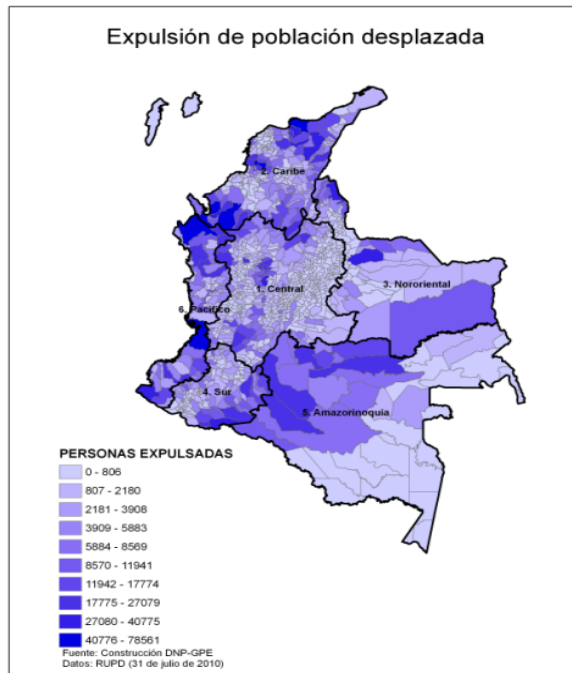 Expulsión de población desplazada
2. Caribe
3. Nororiental
1. Central
6. Pacífico
4. Sur
5. Amazorinoquia
PERSONAS EXPULSADAS
0 - 806
807 - 2180
2181 - 3908
3909 - 5883
5884 - 8569
8570 - 11941
11942 - 17774
17775 - 27079
27080 - 40775
40776 - 78561
Fuente: Construcción DNP-GPE
Datos: RUPD (31 de julio de 2010)